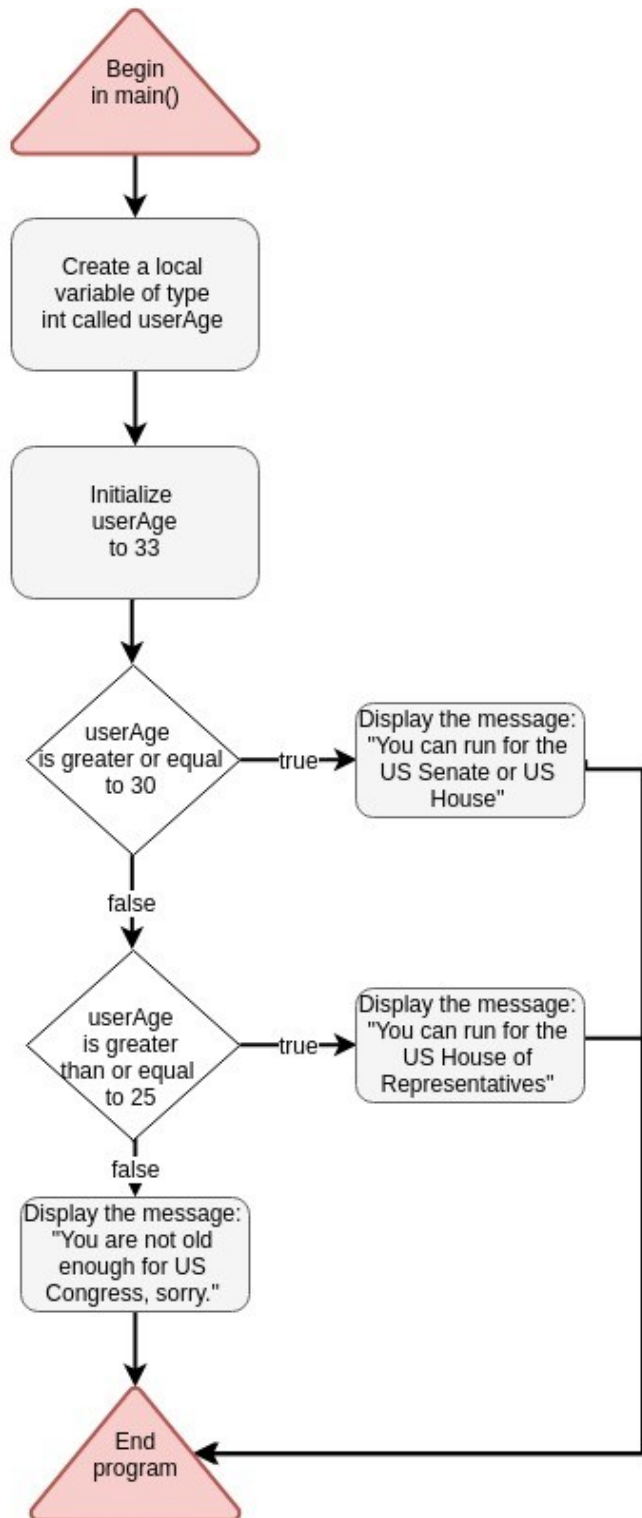 Begin
in main()
Create a local
variable of type
int called userAge
Initialize
userAge
to 33
userAge
is greater or equal
to 30
true
Display the message:
"You can run for the
US Senate or US
House"
false
userAge
is greater
than or equal
to 25
true
Display the message:
"You can run for the
US House of
Representatives"
false
Display the message:
"You are not old
enough for US
Congress, sorry."
End
program